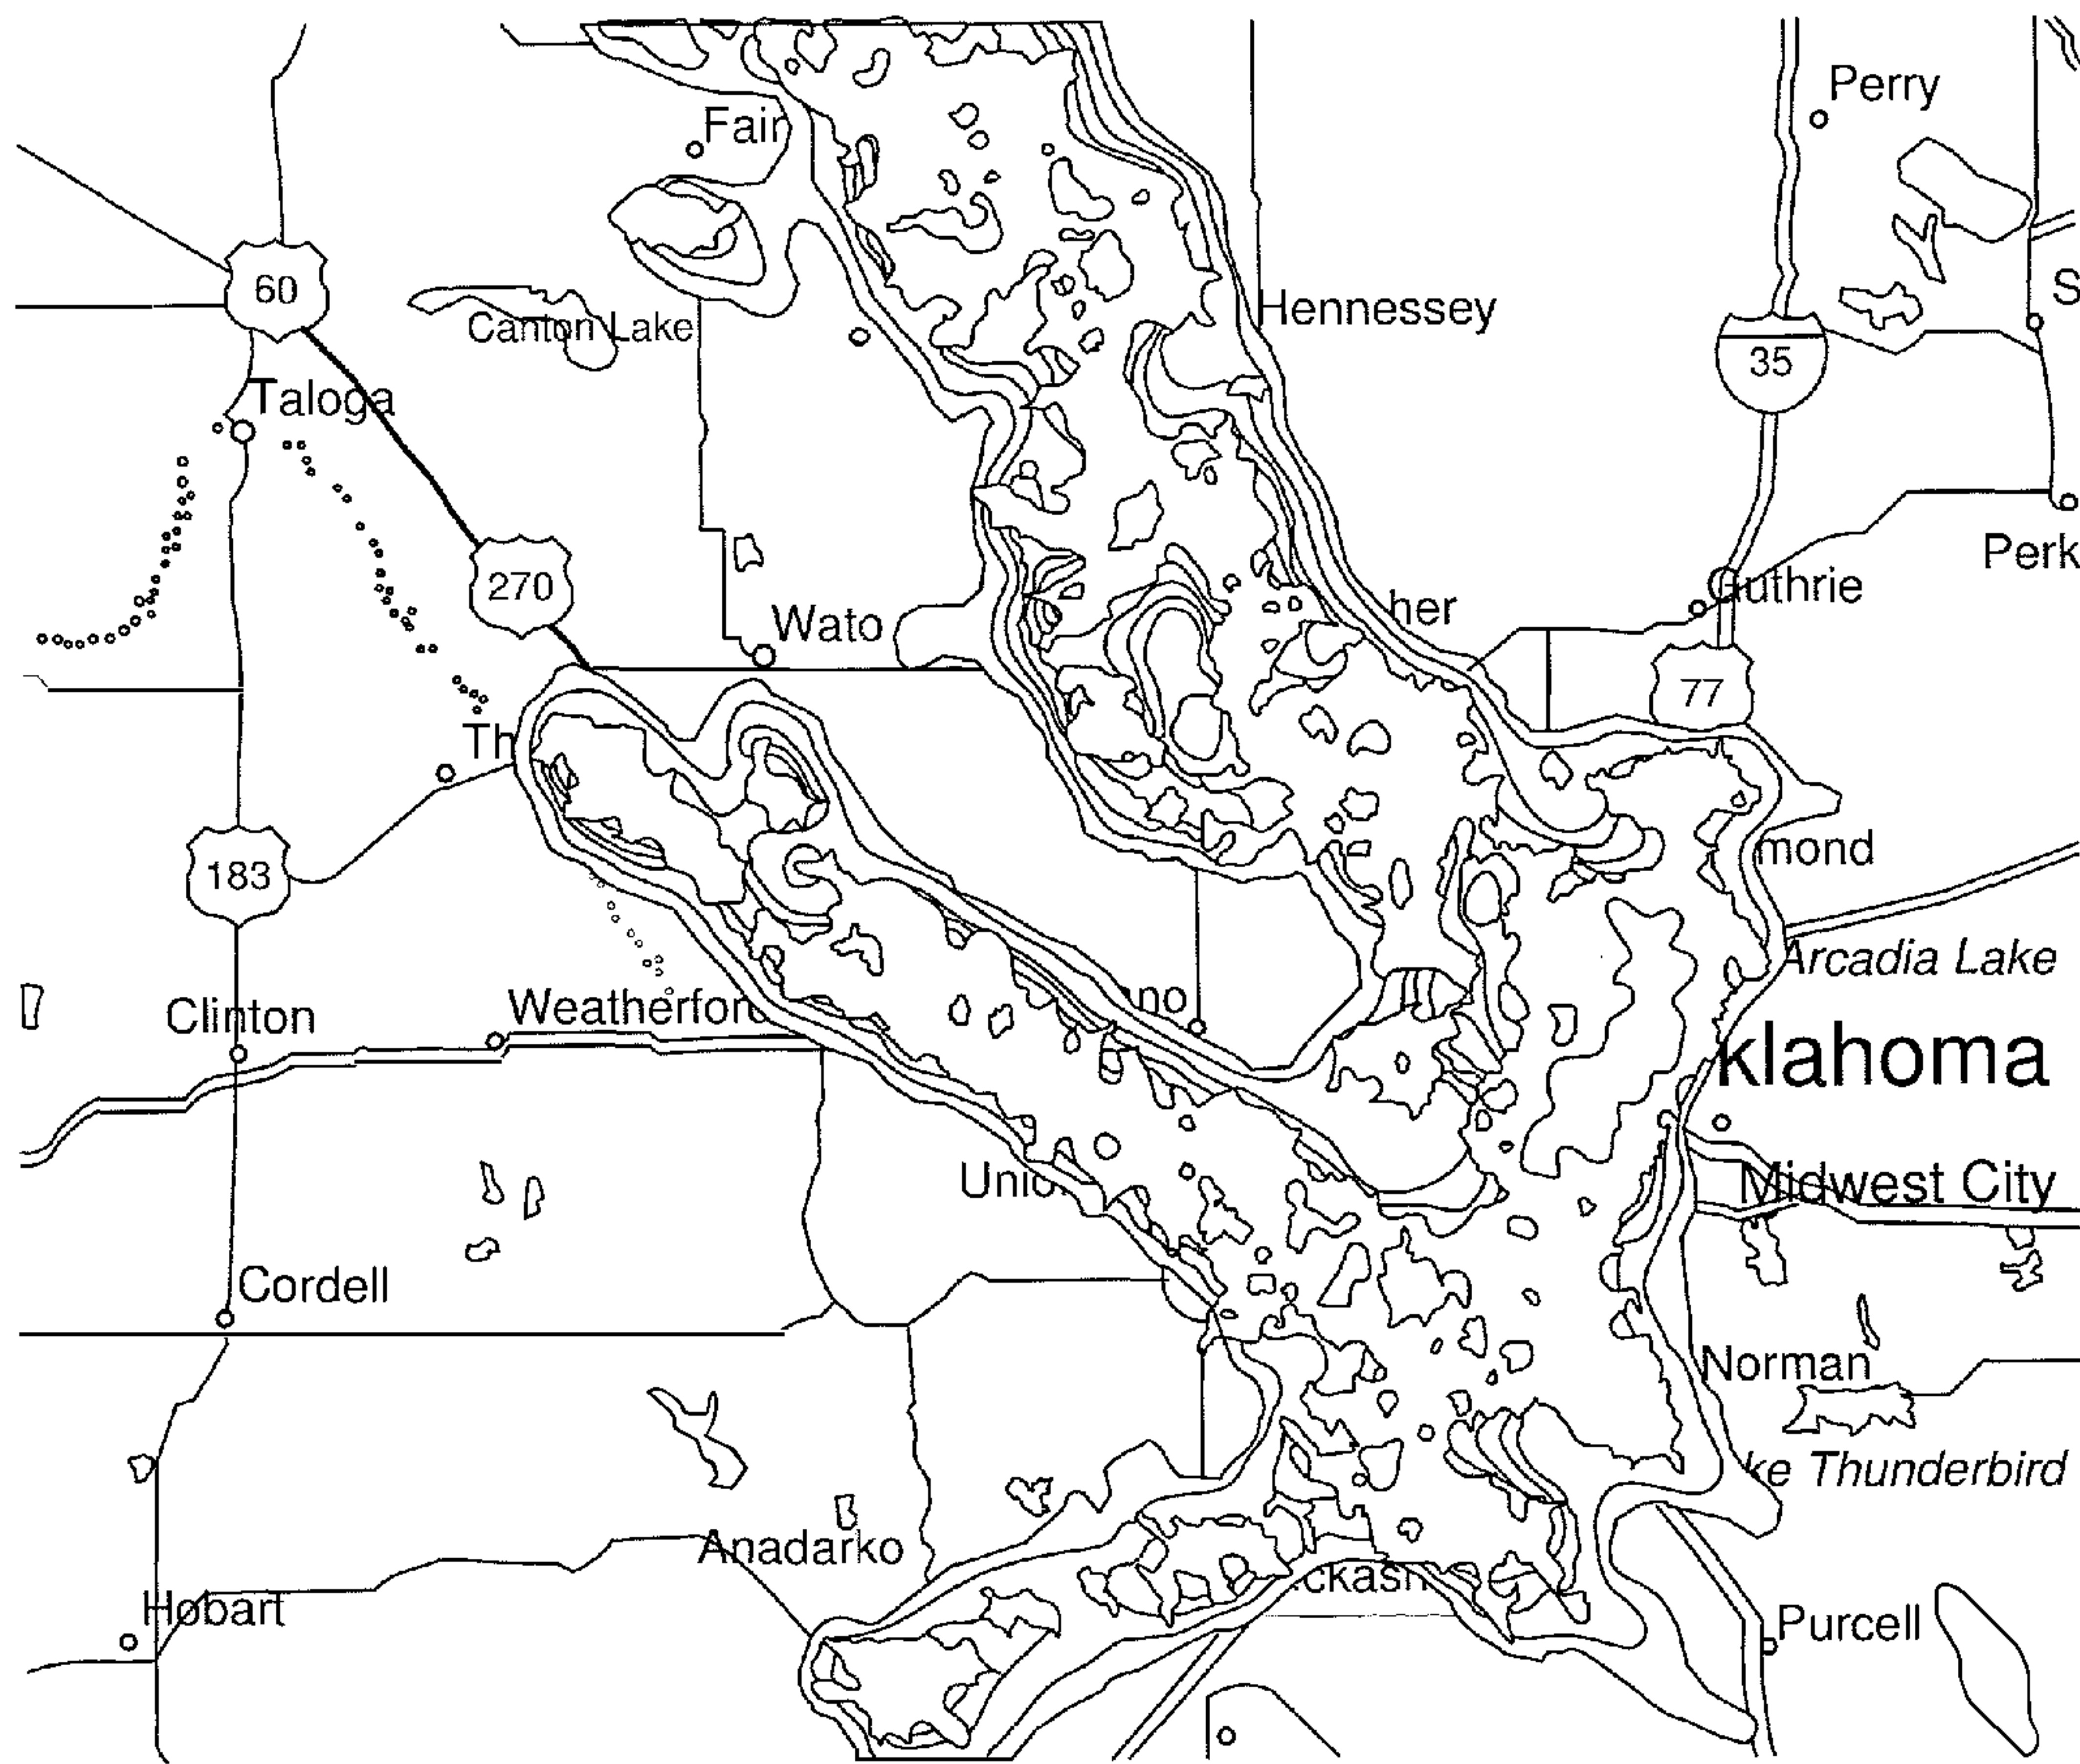 Perry
Fair
60
S
Hennessey
Canton Lake
35
Taloga
Perk
270
her
Guthrie
Wato
77
Th
mond
183
Arcadia Lake
no
Weatherford
Clinton
klahoma
Midwest City
Unio
Cordell
Norman
ke Thunderbird
Anadarko
ckash
Hobart
Purcell